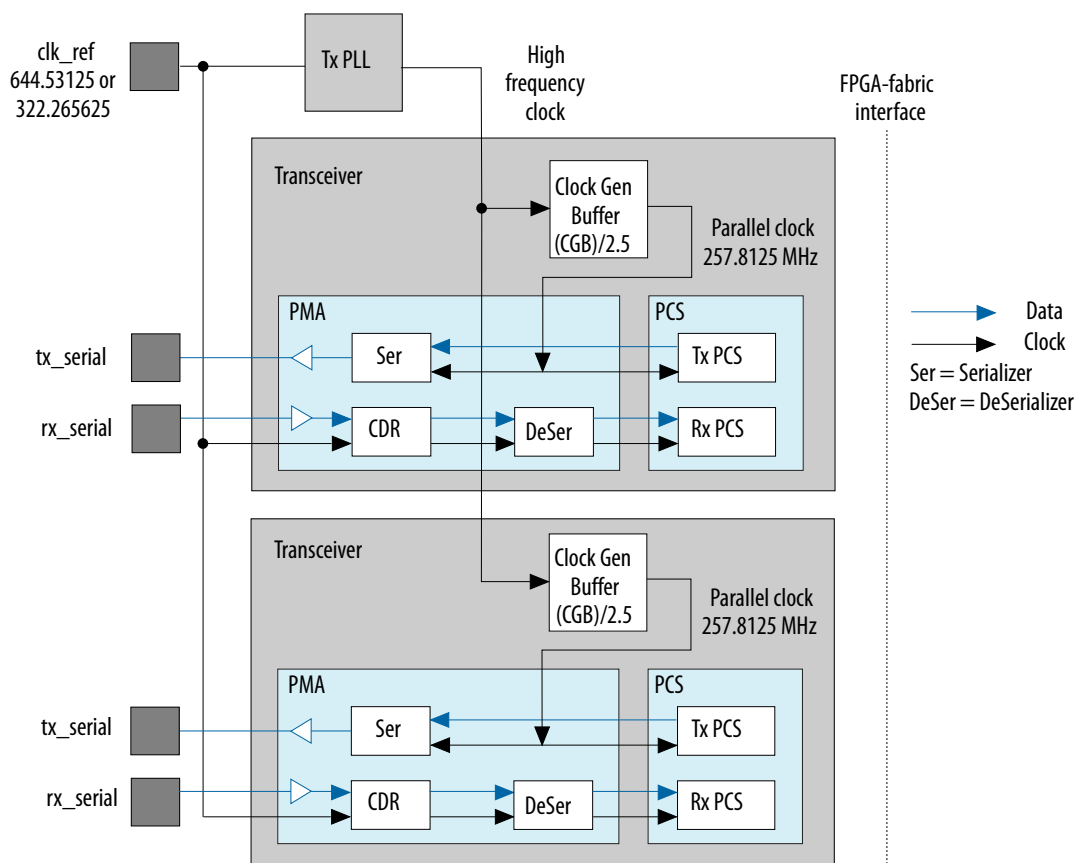 clk_ref
644.53125 or
322.265625
Tx PLL
High
frequency
clock
FPGA-fabric
interface
Transceiver
Clock Gen
Buffer
(CGB)/2.5
Parallel clock
257.8125 MHz
PMA
PCS
Data
Clock
Ser = Serializer
DeSer = DeSerializer
tx_serial
Ser
Tx PCS
rx_serial
CDR
DeSer
Rx PCS
Transceiver
Clock Gen
Buffer
(CGB)/2.5
Parallel clock
257.8125 MHz
PMA
PCS
tx_serial
Ser
Tx PCS
rx_serial
CDR
DeSer
Rx PCS